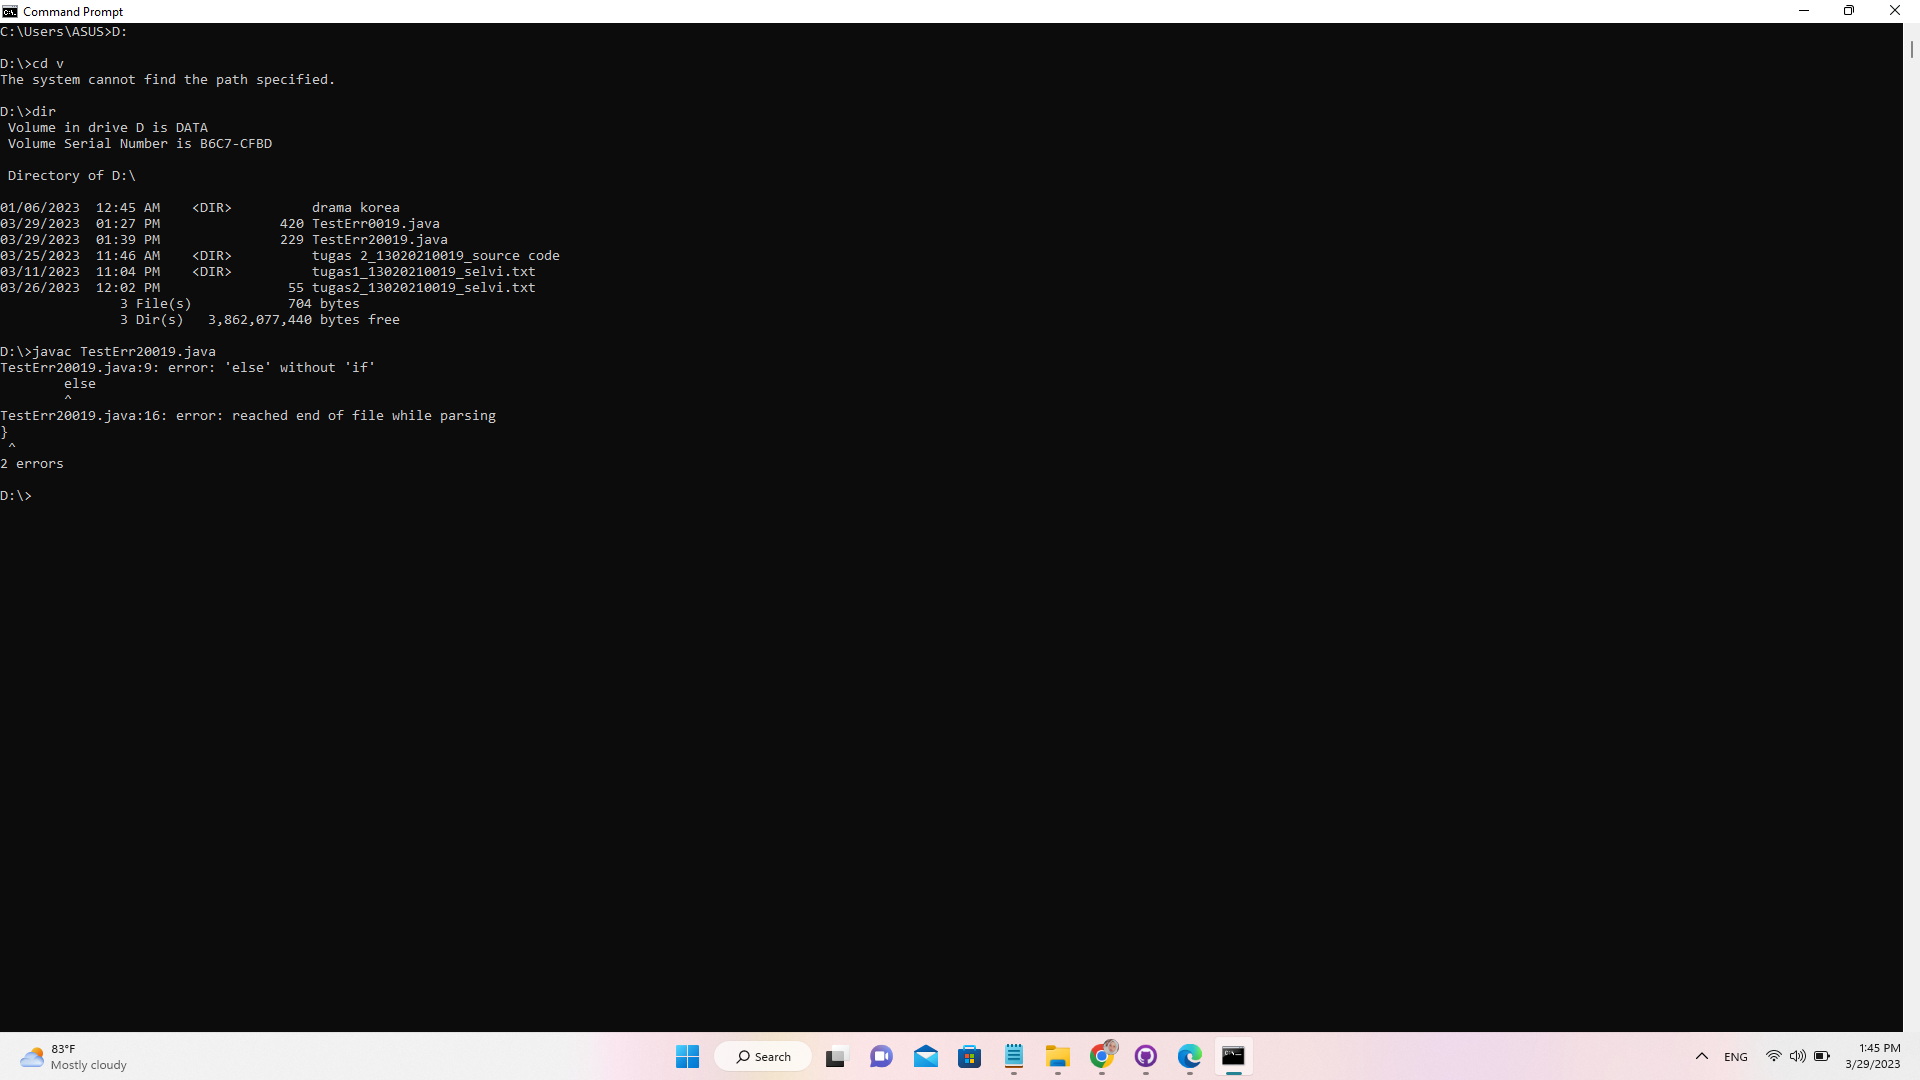 Command Prompt
C:\Users\ASUS>D:
D:\>cd v
The system cannot find the path specified.
D:\>dir
 Volume in drive D is DATA
 Volume Serial Number is B6C7-CFBD
 Directory of D:\
01/06/2023  12:45 AM    <DIR>          drama korea
03/29/2023  01:27 PM               420 TestErr0019.java
03/29/2023  01:39 PM               229 TestErr20019.java
03/25/2023  11:46 AM    <DIR>          tugas 2_13020210019_source code
03/11/2023  11:04 PM    <DIR>          tugas1_13020210019_selvi.txt
03/26/2023  12:02 PM                55 tugas2_13020210019_selvi.txt
               3 File(s)            704 bytes
               3 Dir(s)   3,862,077,440 bytes free
D:\>javac TestErr20019.java
TestErr20019.java:9: error: 'else' without 'if'
        else
        ^
TestErr20019.java:16: error: reached end of file while parsing
}
 ^
2 errors
D:\>
83°F
Mostly cloudy
Search
ENG
1:45 PM
3/29/2023